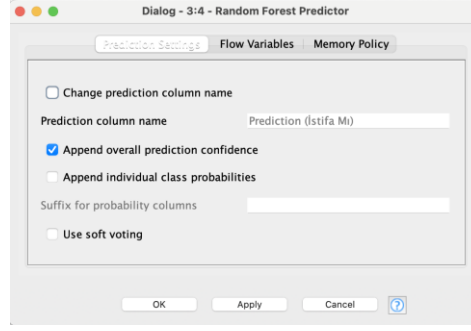 Dialog - 3:4 - Random Forest Predictor
Prediction Settings Flow Variables Memory Policy
Change prediction column name
Prediction column name Prediction (İstifa Mı)
Append overall prediction confidence
Append individual class probabilities
Suffix for probability columns
Use soft voting
OK Apply Cancel ?